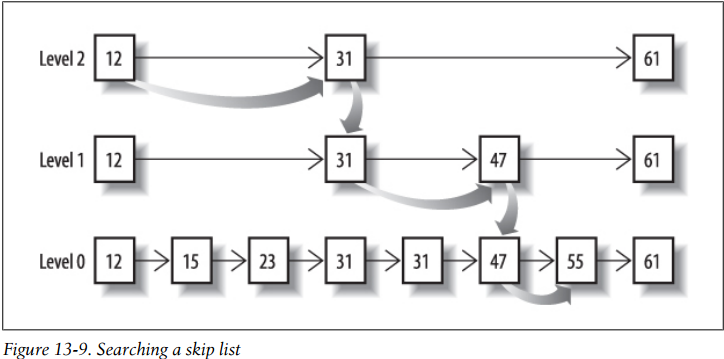 Level 2 12 31 61
Level 1 12 31 47 61
Level 0 12 15 23 31 31 47 55 61
Figure 13-9. Searching a skip list